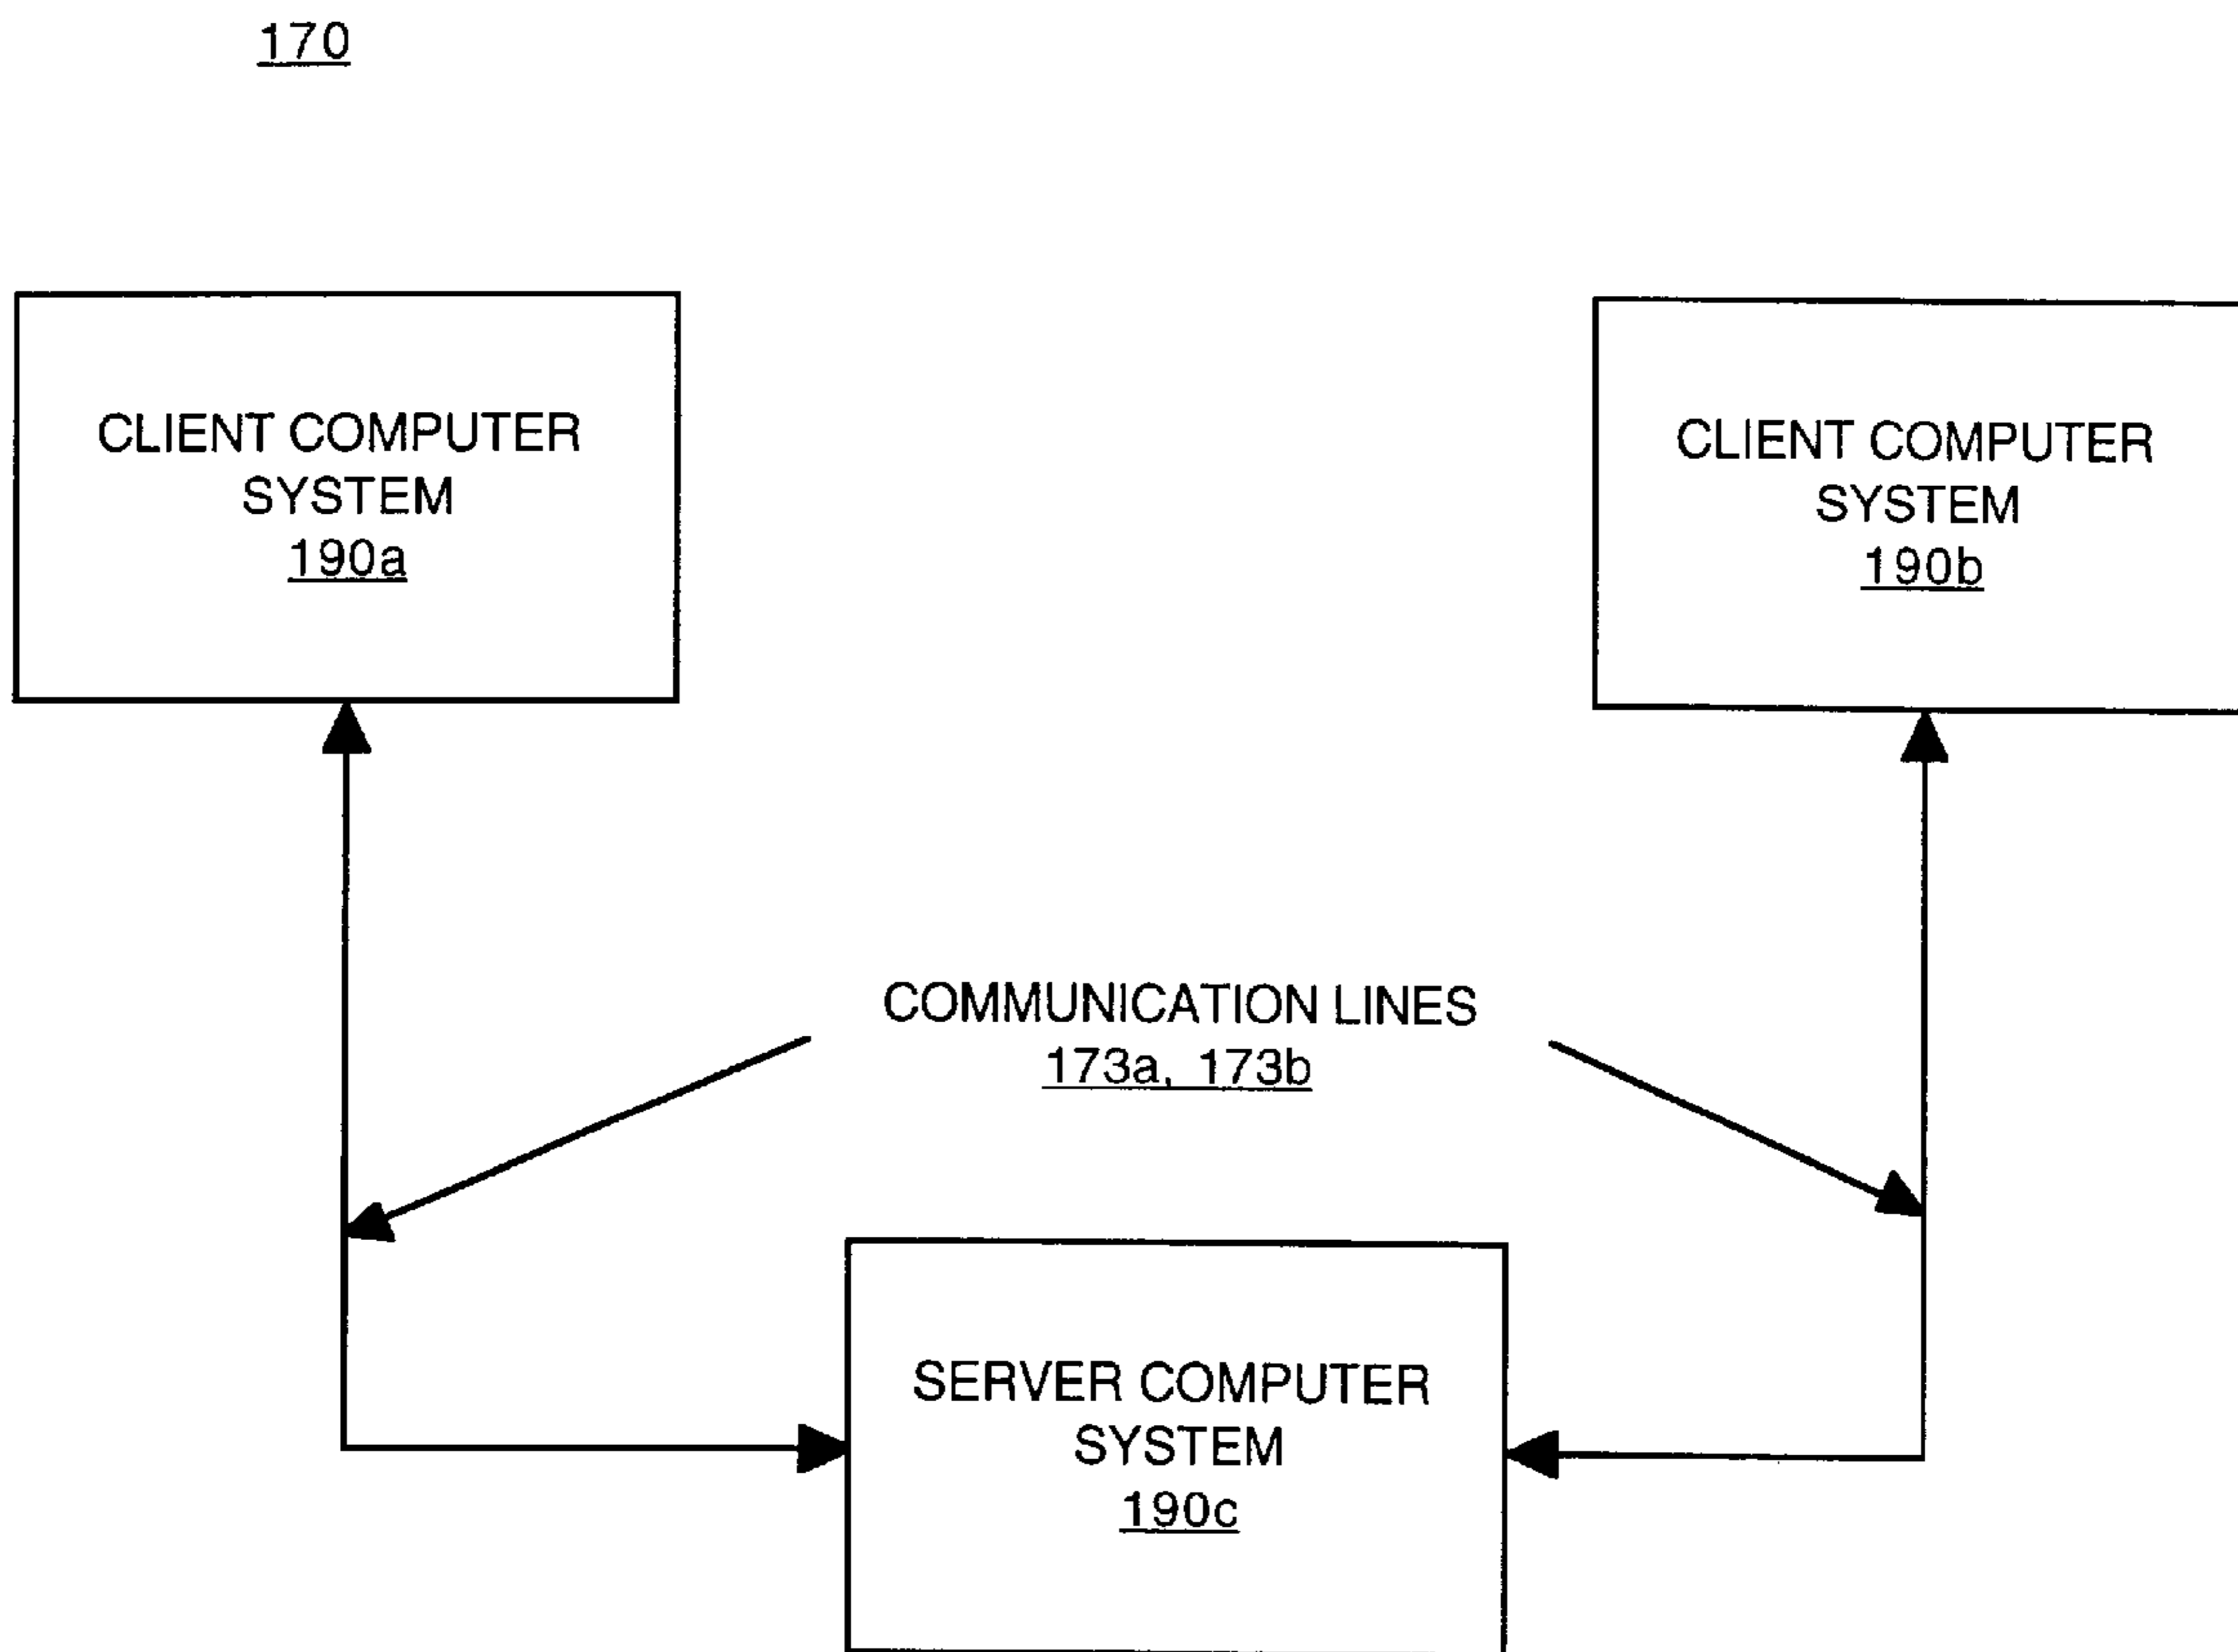 170
CLIENT COMPUTER
SYSTEM
190a
CLIENT COMPUTER
SYSTEM
190b
COMMUNICATION LINES
173a, 173b
SERVER COMPUTER
SYSTEM
190c